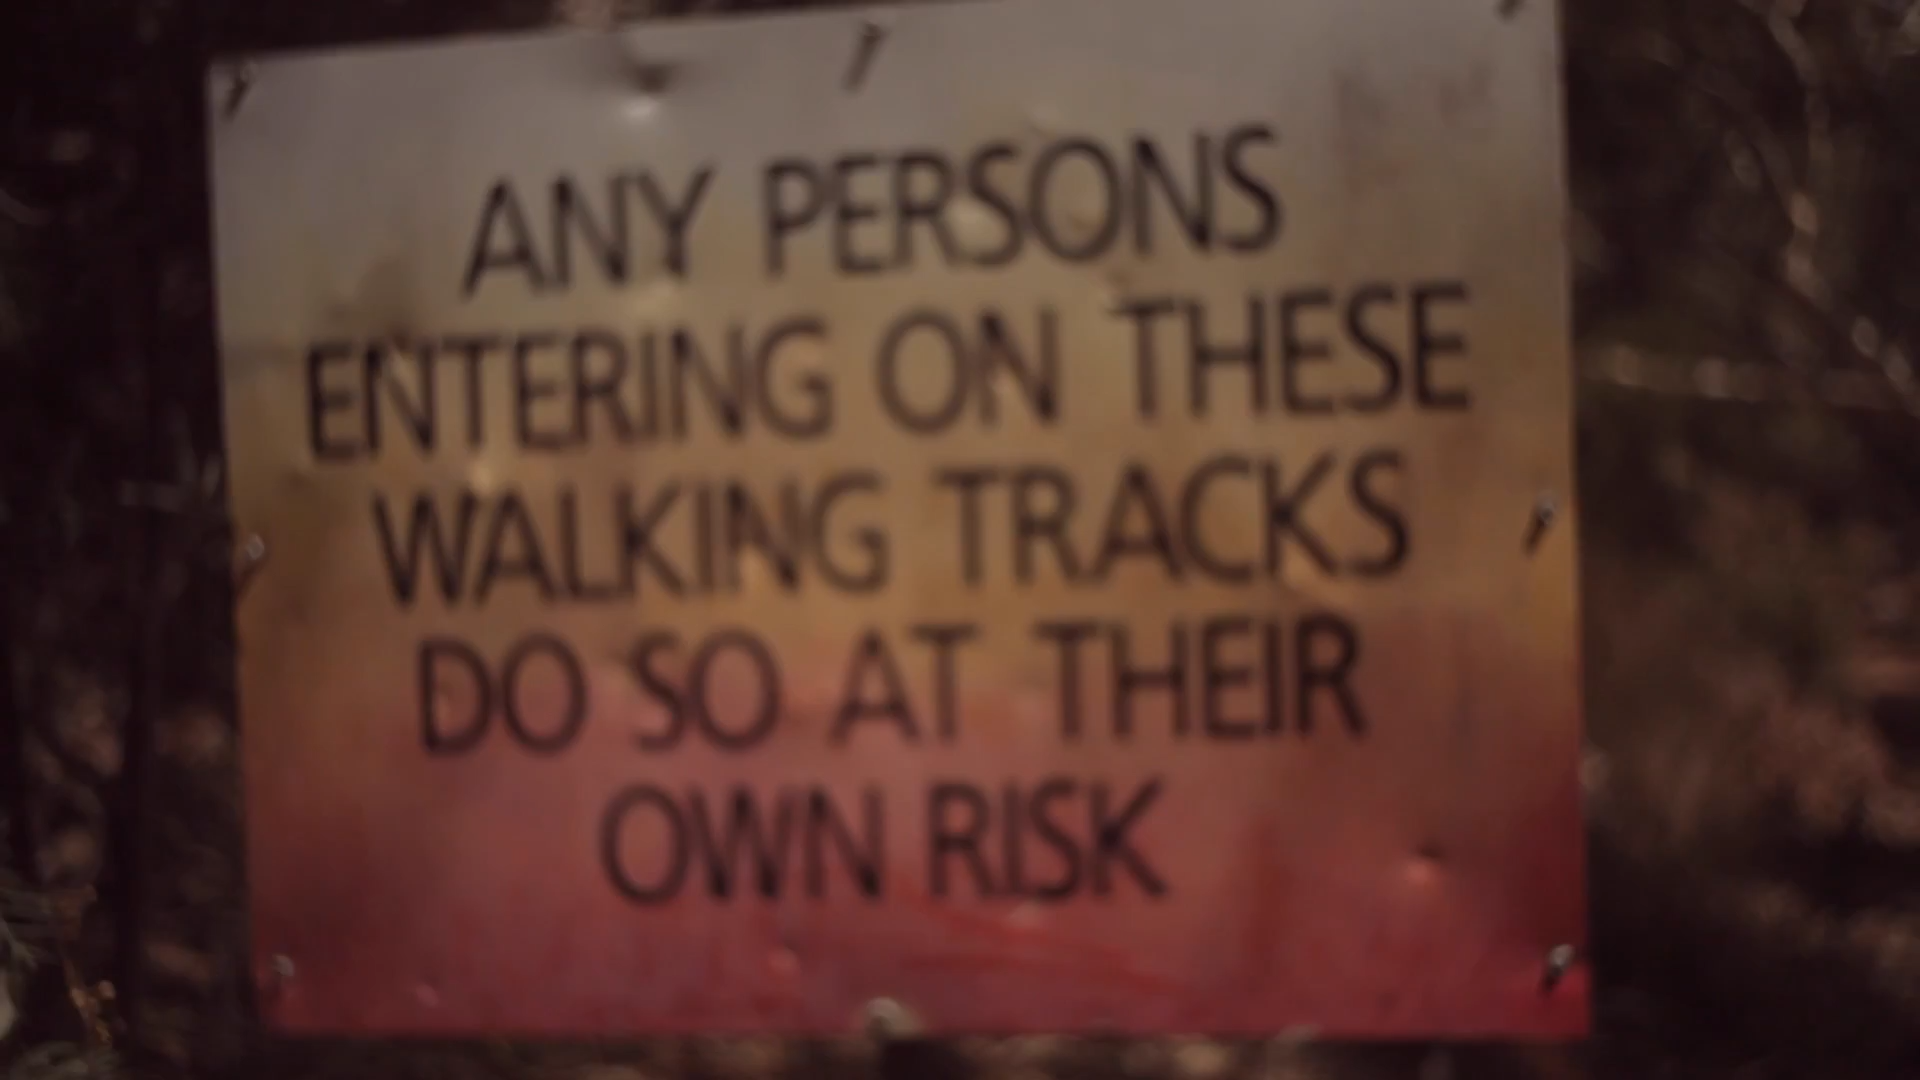 ANY PERSONS
ENTERING ON THESE
WALKING TRACKS
DO SO AT THEIR
OWN RISK